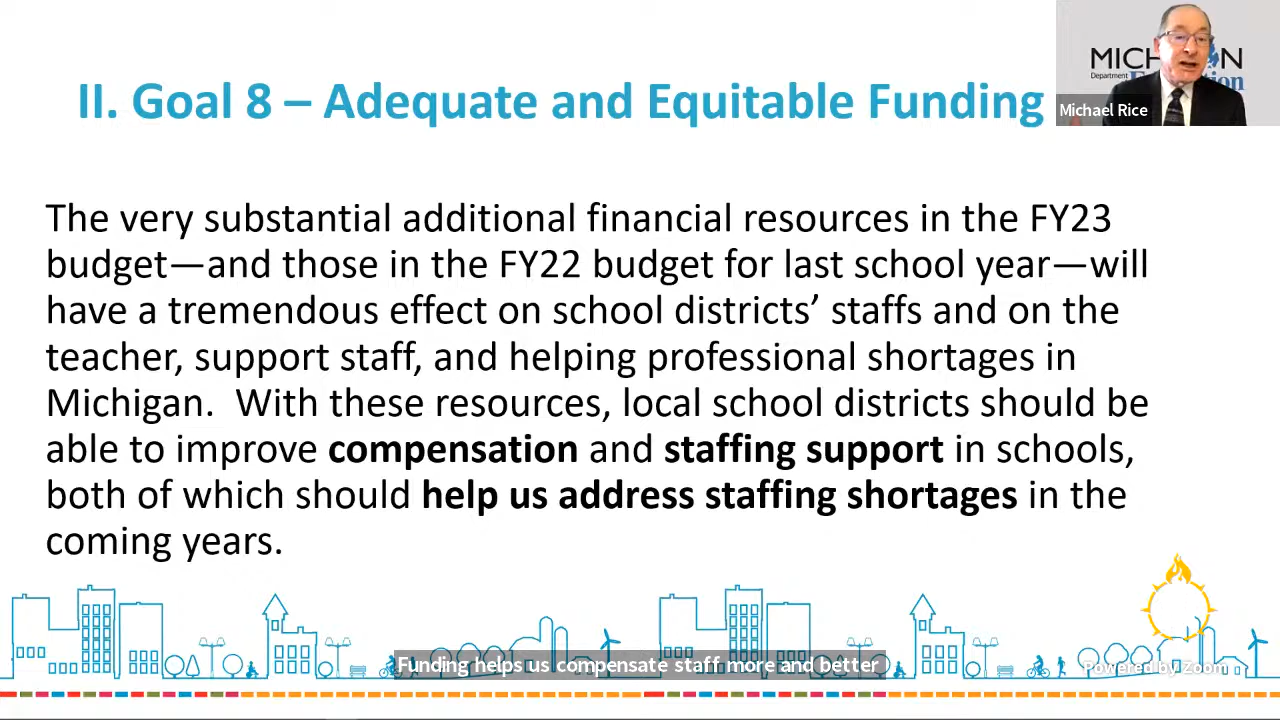 II. Goal 8 – Adequate and Equitable Funding
MICH
N
Department
Michael Rice
The very substantial additional financial resources in the FY23
budget—and those in the FY22 budget for last school year—will
have a tremendous effect on school districts’ staffs and on the
teacher, support staff, and helping professional shortages in
Michigan.  With these resources, local school districts should be
able to improve compensation and staffing support in schools,
both of which should help us address staffing shortages in the
coming years.
Funding helps us compensate staff more and better
Powered by Zoom